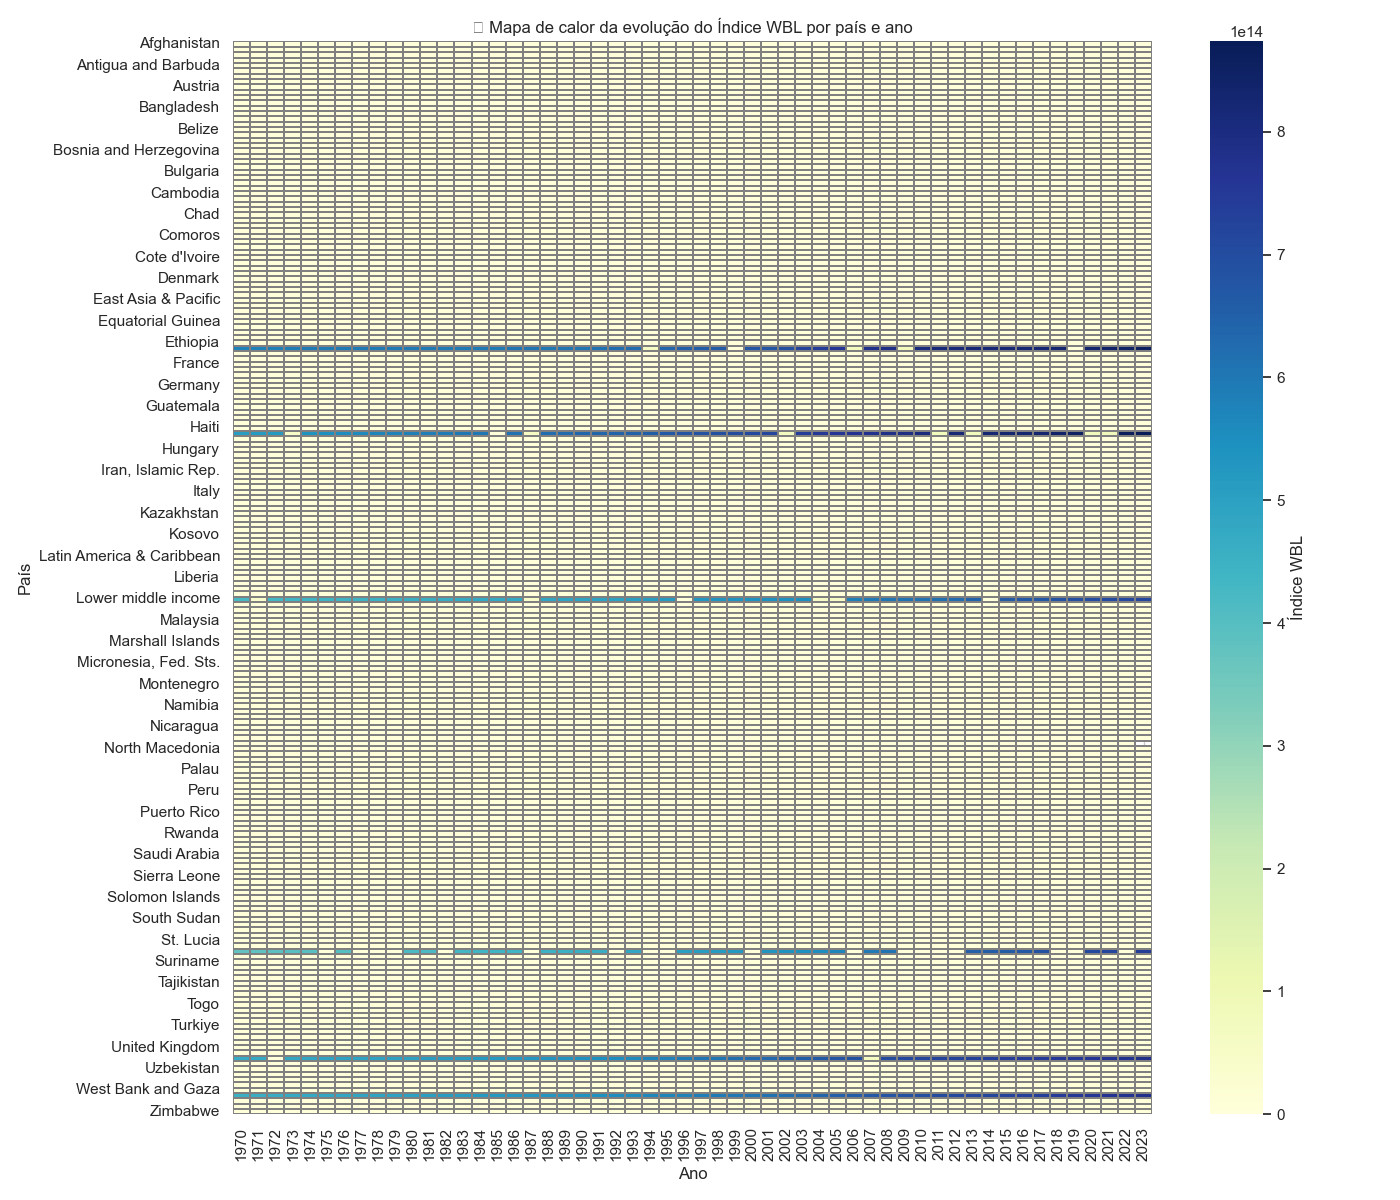 Mapa de calor da evolução do Índice WBL por país e ano
1e14
Afghanistan
Antigua and Barbuda
Austria
Bangladesh
Belize
Bosnia and Herzegovina
Bulgaria
Cambodia
Chad
Comoros
Cote d'Ivoire
Denmark
East Asia & Pacific
Equatorial Guinea
Ethiopia
France
Germany
Guatemala
Haiti
Hungary
Iran, Islamic Rep.
Italy
Kazakhstan
Kosovo
Latin America & Caribbean
Liberia
Lower middle income
Malaysia
Marshall Islands
Micronesia, Fed. Sts.
Montenegro
Namibia
Nicaragua
North Macedonia
Palau
Peru
Puerto Rico
Rwanda
Saudi Arabia
Sierra Leone
Solomon Islands
South Sudan
St. Lucia
Suriname
Tajikistan
Togo
Turkiye
United Kingdom
Uzbekistan
West Bank and Gaza
Zimbabwe
País
1970
1971
1972
1973
1974
1975
1976
1977
1978
1979
1980
1981
1982
1983
1984
1985
1986
1987
1988
1989
1990
1991
1992
1993
1994
1995
1996
1997
1998
1999
2000
2001
2002
2003
2004
2005
2006
2007
2008
2009
2010
2011
2012
2013
2014
2015
2016
2017
2018
2019
2020
2021
2022
2023
Ano
8
7
6
5
4
3
2
1
0
Índice WBL